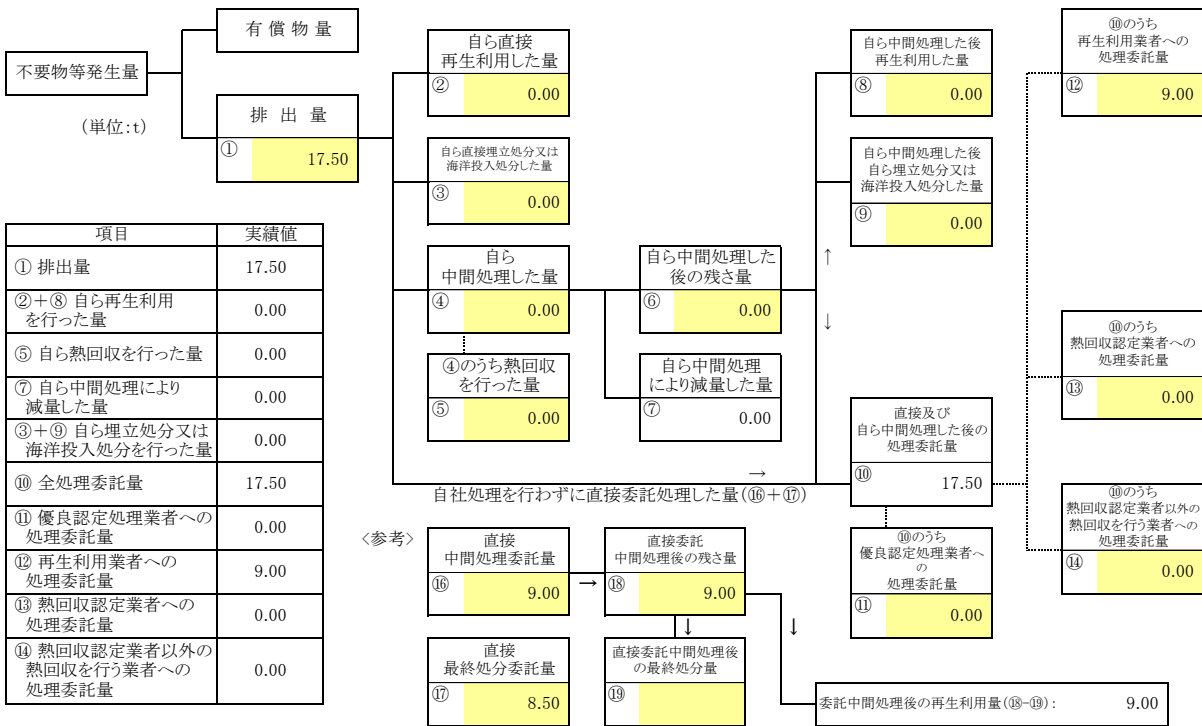 不要物等発生量
(単位:t)
有 償 物 量
排 出 量
① 17.50
自ら直接
再生利用した量
② 0.00
自ら直接埋立処分又は
海洋投入処分した量
③ 0.00
自ら
中間処理した量
④ 0.00
④のうち熱回収
を行った量
⑤ 0.00
自ら中間処理した
後の残さ量
⑥ 0.00
自ら中間処理
により減量した量
⑦ 0.00
自ら中間処理した後
再生利用した量
⑧ 0.00
自ら中間処理した後
自ら埋立処分又は
海洋投入処分した量
⑨ 0.00
↑
↓
直接及び
自ら中間処理した後の
処理委託量
⑩ 17.50
⑩のうち
優良認定処理業者へ
の
処理委託量
⑪ 0.00
⑩のうち
再生利用業者への
処理委託量
⑫ 9.00
⑩のうち
熱回収認定業者への
処理委託量
⑬ 0.00
⑩のうち
熱回収認定業者以外の
熱回収を行う業者への
処理委託量
⑭ 0.00
→
自社処理を行わずに直接委託処理した量(⑯+⑰)
〈参考〉
直接
中間処理委託量
⑯ 9.00
→
直接委託
中間処理後の残さ量
⑱ 9.00
↓
↓
直接
最終処分委託量
⑰ 8.50
直接委託中間処理後
の最終処分量
⑲
委託中間処理後の再生利用量(⑱-⑲): 9.00
項目 実績値
① 排出量 17.50
②+⑧ 自ら再生利用
を行った量 0.00
⑤ 自ら熱回収を行った量 0.00
⑦ 自ら中間処理により
減量した量 0.00
③+⑨ 自ら埋立処分又は
海洋投入処分を行った量 0.00
⑩ 全処理委託量 17.50
⑪ 優良認定処理業者への
処理委託量 0.00
⑫ 再生利用業者への
処理委託量 9.00
⑬ 熱回収認定業者への
処理委託量 0.00
⑭ 熱回収認定業者以外の
熱回収を行う業者への
処理委託量 0.00